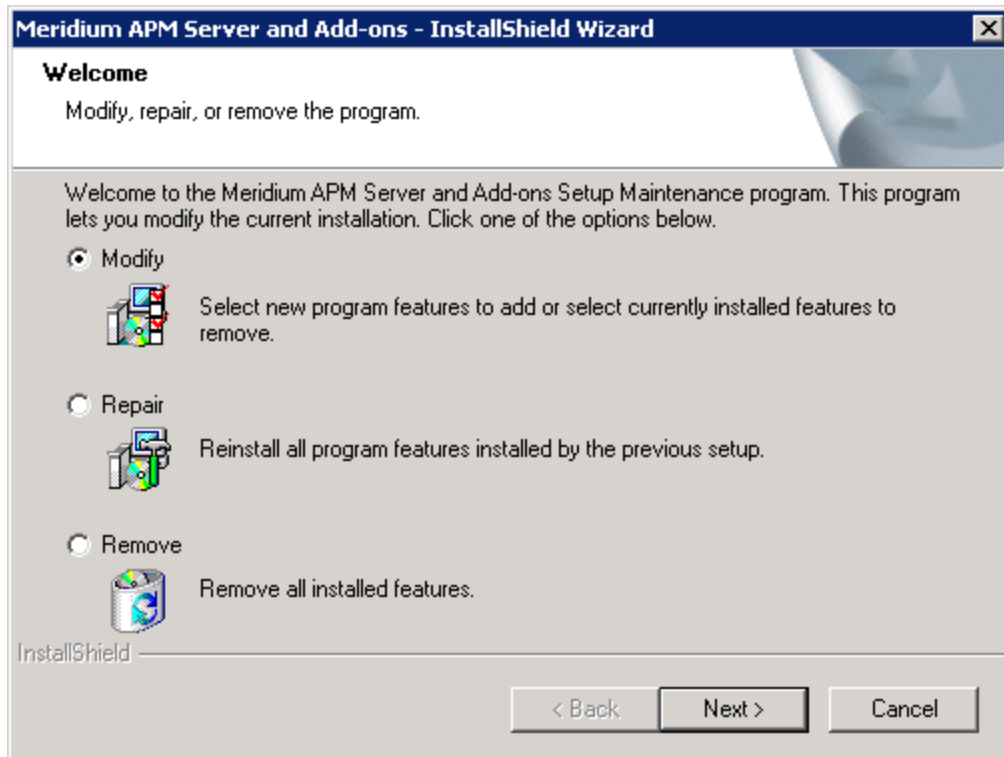 Meridium APM Server and Add-ons - InstallShield Wizard
Welcome
Modify, repair, or remove the program.
Welcome to the Meridium APM Server and Add-ons Setup Maintenance program. This program
lets you modify the current installation. Click one of the options below.
Modify
Select new program features to add or select currently installed features to
remove.
Repair
Reinstall all program features installed by the previous setup.
Remove
Remove all installed features.
InstallShield
< Back
Next >
Cancel